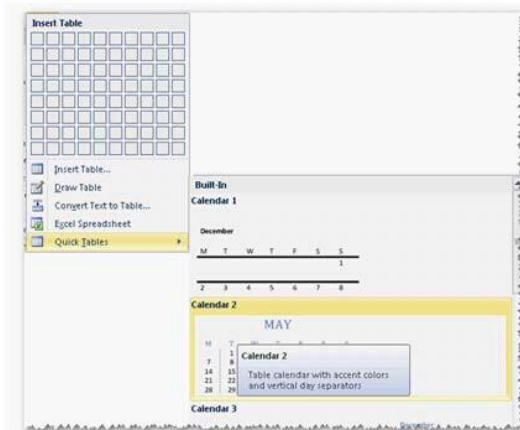 Insert Table
Insert Table...
Draw Table
Convert Text to Table...
Excel Spreadsheet
Quick Tables
Built-In
Calendar 1
December
M T W T F S S
1
2 3 4 5 6 7 8
Calendar 2
MAY
M T
1
7 8
14 15
21 22
28 29
Calendar 2
Table calendar with accent colors
and vertical day separators
Calendar 3
December